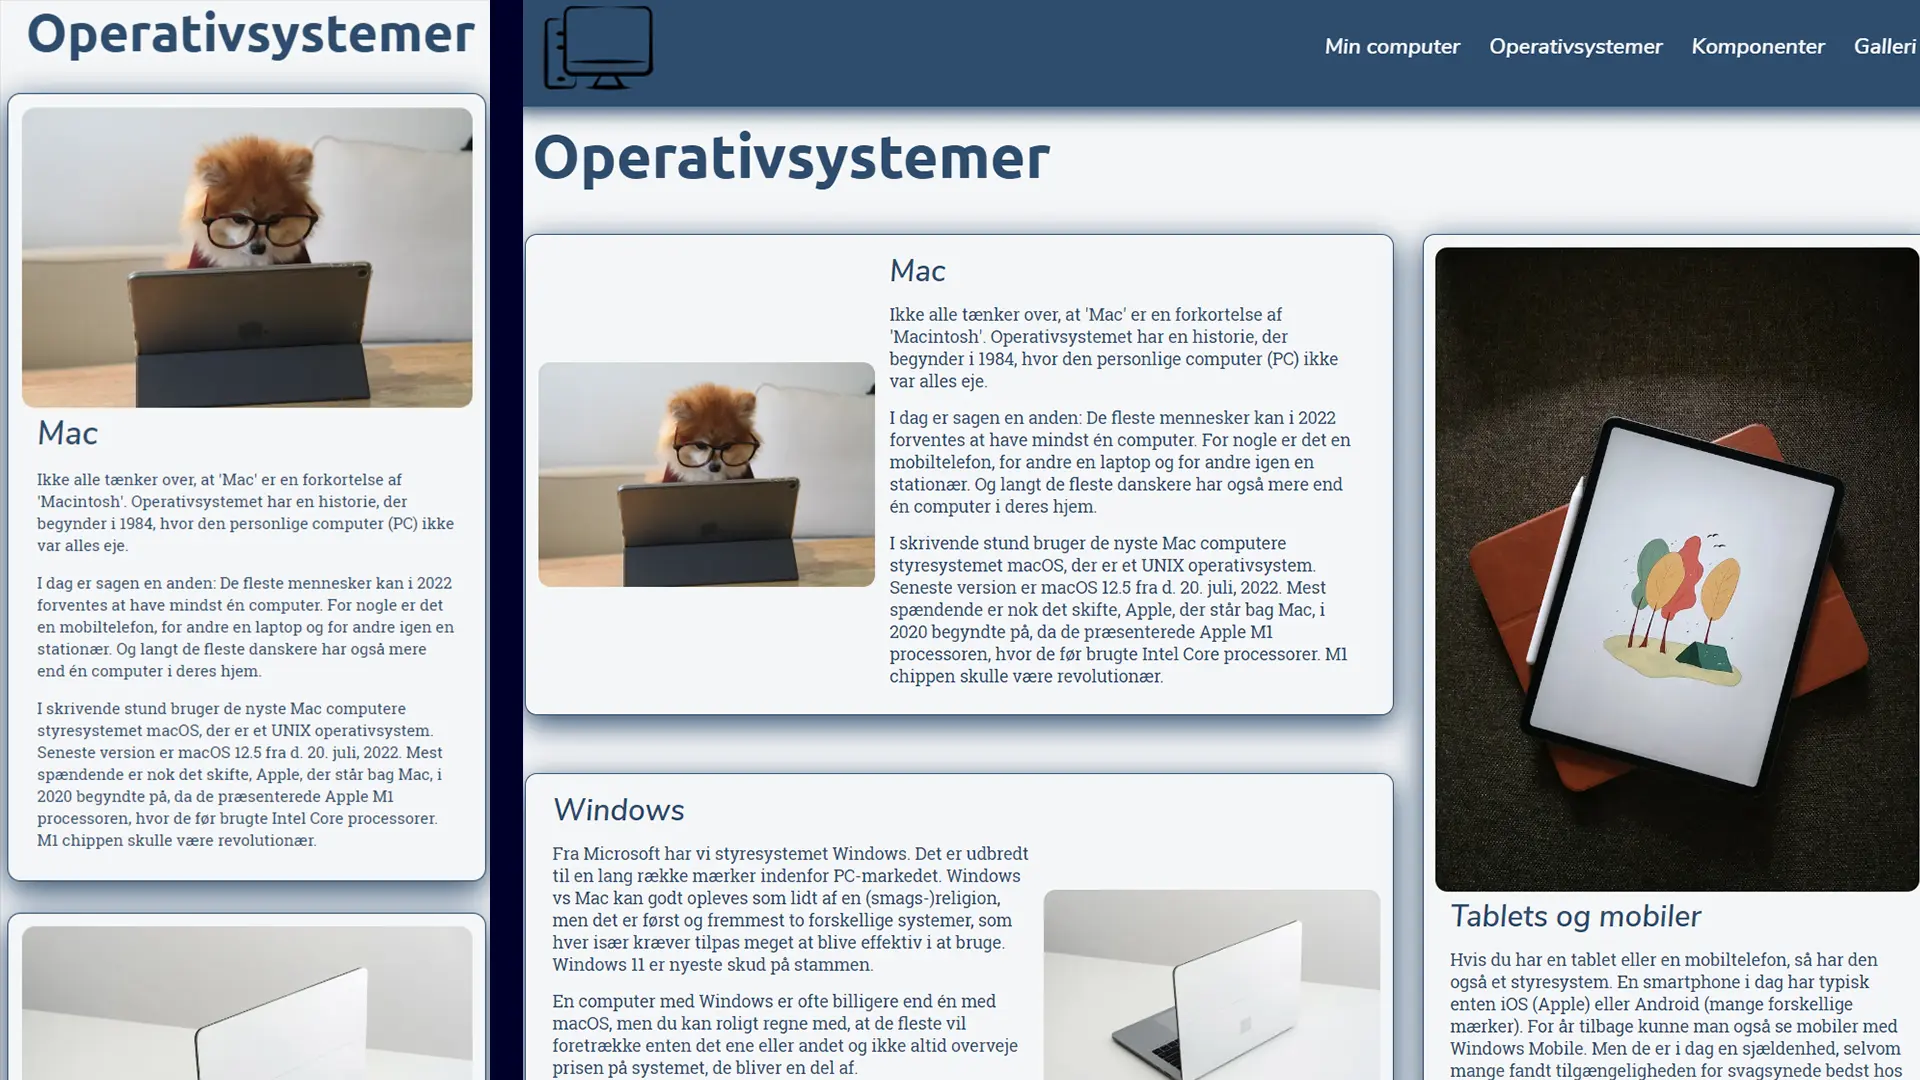 Operativsystemer
Mac
Ikke alle tænker over, at 'Mac' er en forkortelse af
'Macintosh'. Operativsystemet har en historie, der
begynder i 1984, hvor den personlige computer (PC) ikke
var alles eje.
I dag er sagen en anden: De fleste mennesker kan i 2022
forventes at have mindst én computer. For nogle er det
en mobiltelefon, for andre en laptop og for andre igen en
stationær. Og langt de fleste danskere har også mere
end én computer i deres hjem.
I skrivende stund bruger de nyste Mac computere
styresystemet macOS, der er et UNIX operativsystem.
Seneste version er macOS 12.5 fra d. 20. juli, 2022. Mest
spændende er nok det skifte, Apple, der står bag Mac, i
2020 begyndte på, da de præsenterede Apple M1
processoren, hvor de før brugte Intel Core processorer.
M1 chippen skulle være revolutionær.
Min computer Operativsystemer Komponenter Galleri
Operativsystemer
Mac
Ikke alle tænker over, at 'Mac' er en forkortelse af
'Macintosh'. Operativsystemet har en historie, der
begynder i 1984, hvor den personlige computer (PC) ikke
var alles eje.
I dag er sagen en anden: De fleste mennesker kan i 2022
forventes at have mindst én computer. For nogle er det en
mobiltelefon, for andre en laptop og for andre igen en
stationær. Og langt de fleste danskere har også mere end
én computer i deres hjem.
I skrivende stund bruger de nyste Mac computere
styresystemet macOS, der er et UNIX operativsystem.
Seneste version er macOS 12.5 fra d. 20. juli, 2022. Mest
spændende er nok det skifte, Apple, der står bag Mac, i
2020 begyndte på, da de præsenterede Apple M1
processoren, hvor de før brugte Intel Core processorer. M1
chippen skulle være revolutionær.
Windows
Fra Microsoft har vi styresystemet Windows. Det er udbredt
til en lang række mærker indenfor PC-markedet. Windows
vs Mac kan godt opleves som lidt af en (smags-)religion,
men det er først og fremmest to forskellige systemer, som
hver især kræver tilpas meget at blive effektiv i at bruge.
Windows 11 er nyeste skud på stammen.
En computer med Windows er ofte billigere end én med
macOS, men du kan roligt regne med, at de fleste vil
foretrække enten det ene eller andet og ikke altid overveje
prisen på systemet, de bliver en del af.
Tablets og mobiler
Hvis du har en tablet eller en mobiltelefon, så har den
også et styresystem. En smartphone i dag har typisk
enten iOS (Apple) eller Android (mange forskellige
mærker). For år tilbage kunne man også se mobiler med
Windows Mobile. Men de er i dag en sjældenhed, selvom
mange fandt tilgængeligheden for svagsynede bedst hos